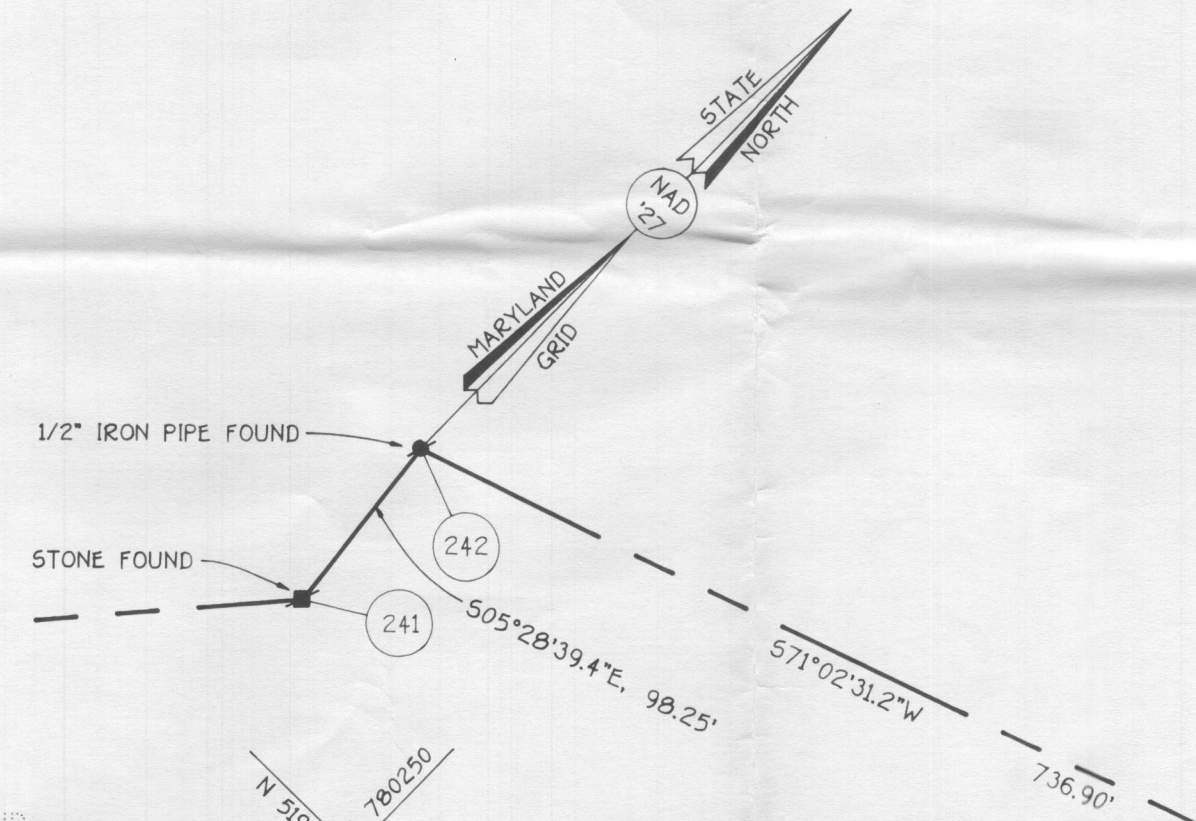 STATE
NORTH
NAD
'27
MARYLAND
GRID
1/2" IRON PIPE FOUND
242
STONE FOUND
241
S05°28'39.4"E, 98.25'
S71°02'31.2"W
736.90'
N
780250